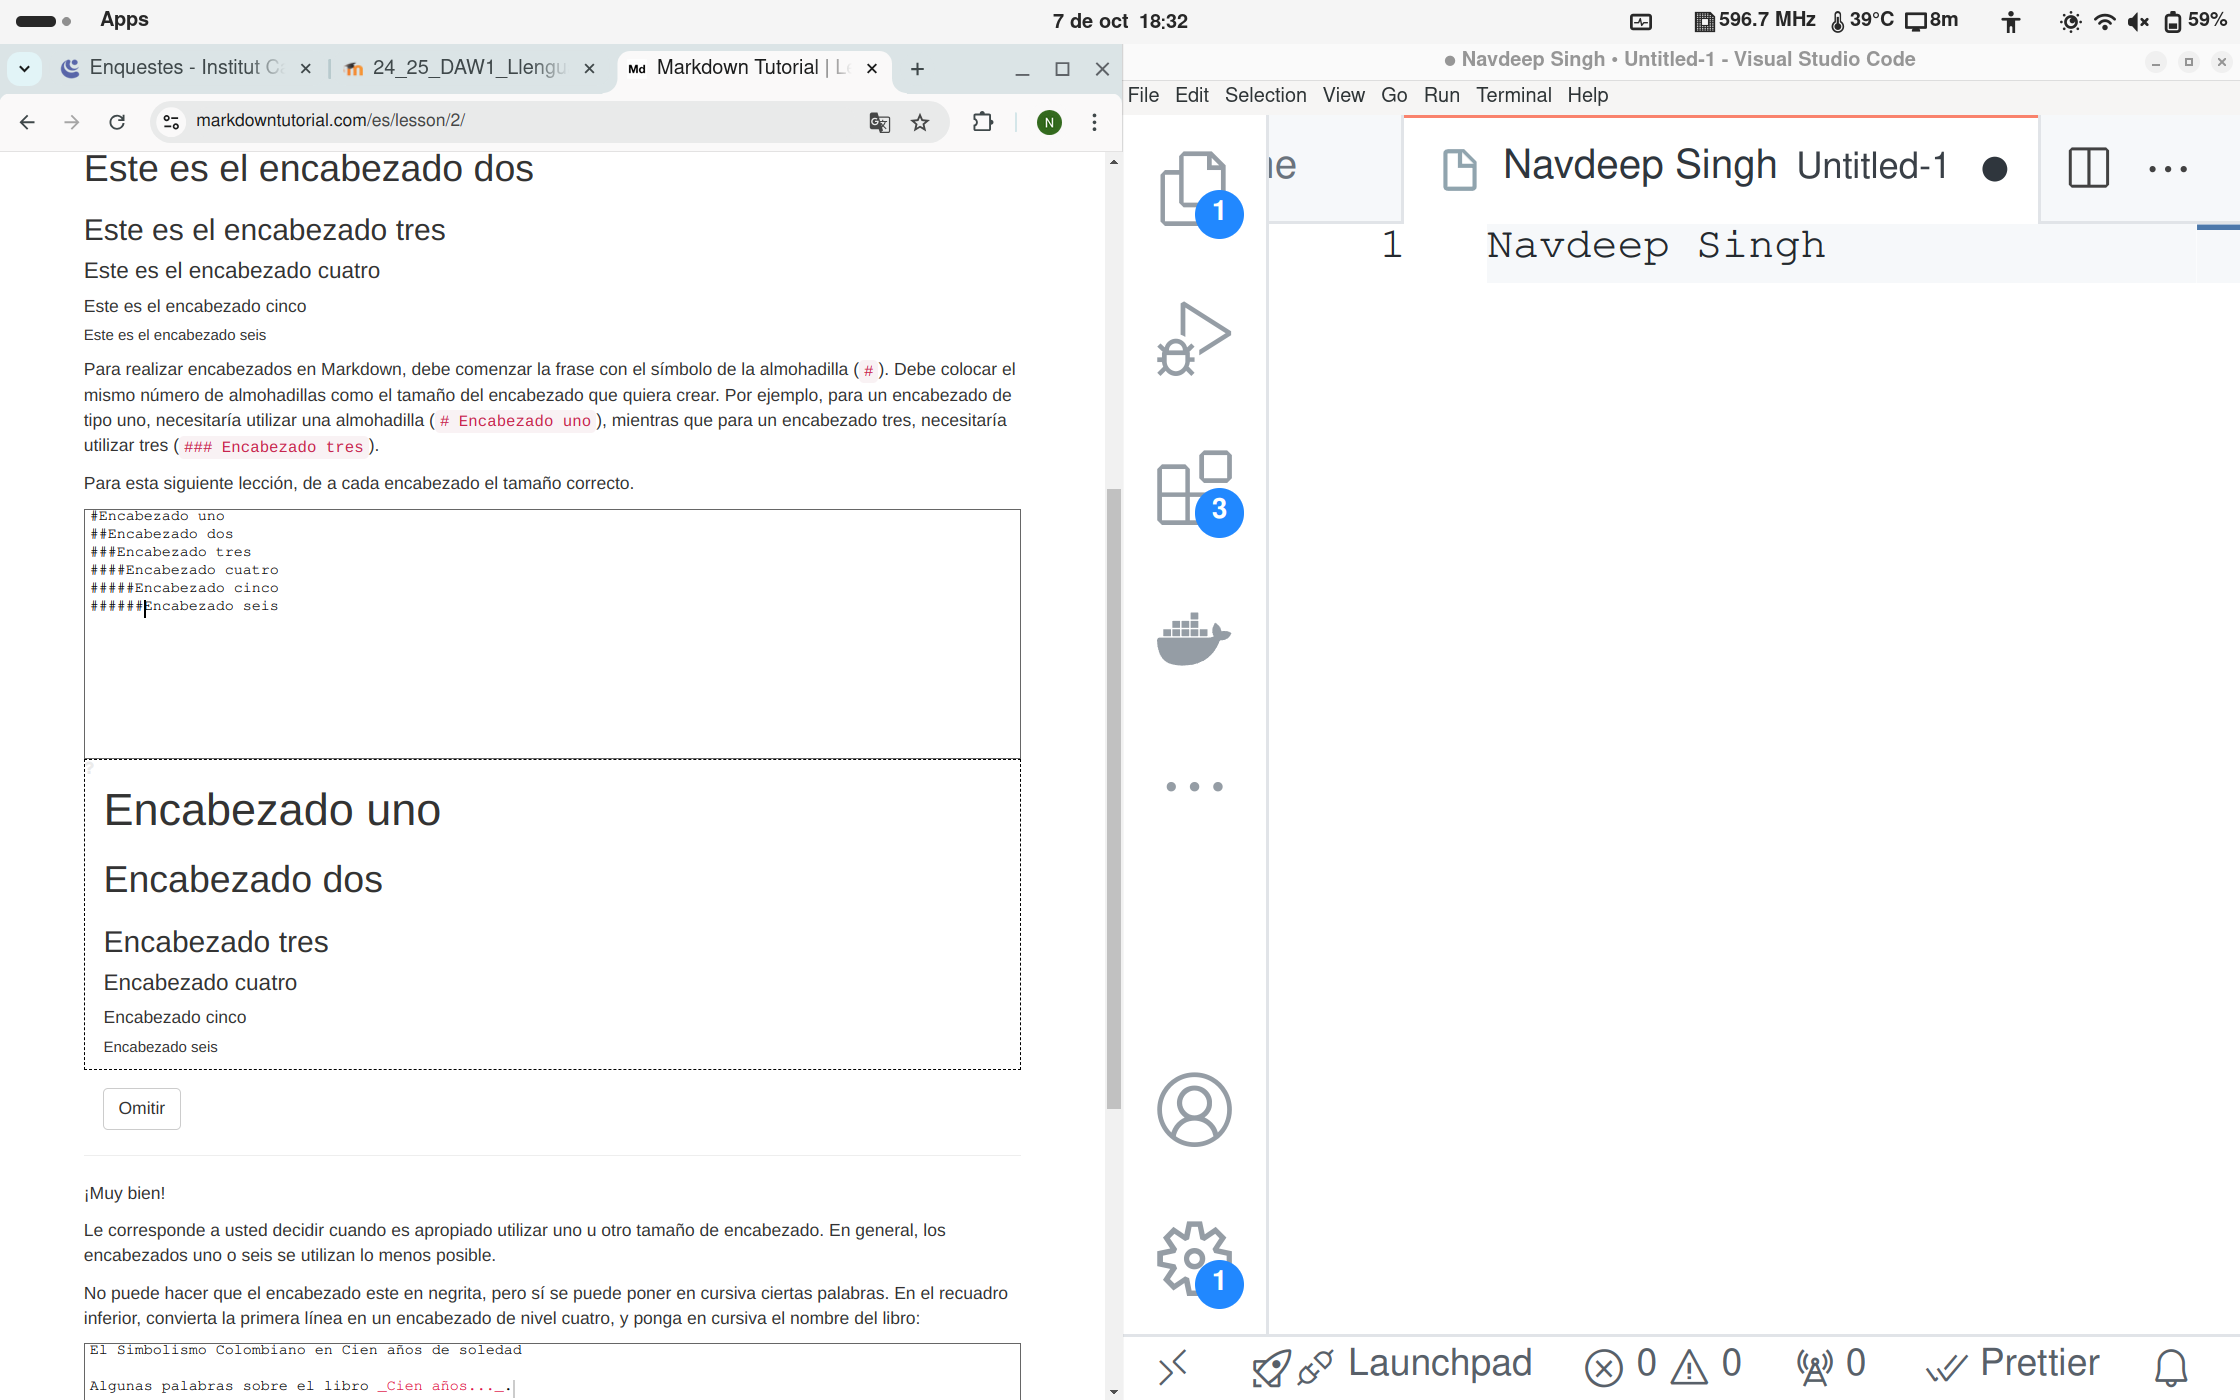 Apps
7 de oct 18:32
596.7 MHz 39°C 8m
59%
Enquestes - Institut
24_25_DAW1_Llengu
Md Markdown Tutorial |
markdowntutorial.com/es/lesson/2/
N
Este es el encabezado dos
Este es el encabezado tres
Este es el encabezado cuatro
Este es el encabezado cinco
Este es el encabezado seis
Para realizar encabezados en Markdown, debe comenzar la frase con el símbolo de la almohadilla ( # ). Debe colocar el
mismo número de almohadillas como el tamaño del encabezado que quiera crear. Por ejemplo, para un encabezado de
tipo uno, necesitaría utilizar una almohadilla ( # Encabezado uno ), mientras que para un encabezado tres, necesitaría
utilizar tres ( ### Encabezado tres ).
Para esta siguiente lección, de a cada encabezado el tamaño correcto.
#Encabezado uno
##Encabezado dos
###Encabezado tres
####Encabezado cuatro
#####Encabezado cinco
######Encabezado seis
Encabezado uno
Encabezado dos
Encabezado tres
Encabezado cuatro
Encabezado cinco
Encabezado seis
Omitir
¡Muy bien!
Le corresponde a usted decidir cuando es apropiado utilizar uno u otro tamaño de encabezado. En general, los
encabezados uno o seis se utilizan lo menos posible.
No puede hacer que el encabezado este en negrita, pero sí se puede poner en cursiva ciertas palabras. En el recuadro
inferior, convierta la primera línea en un encabezado de nivel cuatro, y ponga en cursiva el nombre del libro:
El Simbolismo Colombiano en Cien años de soledad
Algunas palabras sobre el libro _Cien años..._.
● Navdeep Singh • Untitled-1 - Visual Studio Code
File Edit Selection View Go Run Terminal Help
Navdeep Singh Untitled-1
1 Navdeep Singh
1
3
1
Launchpad 0 0 0 Prettier